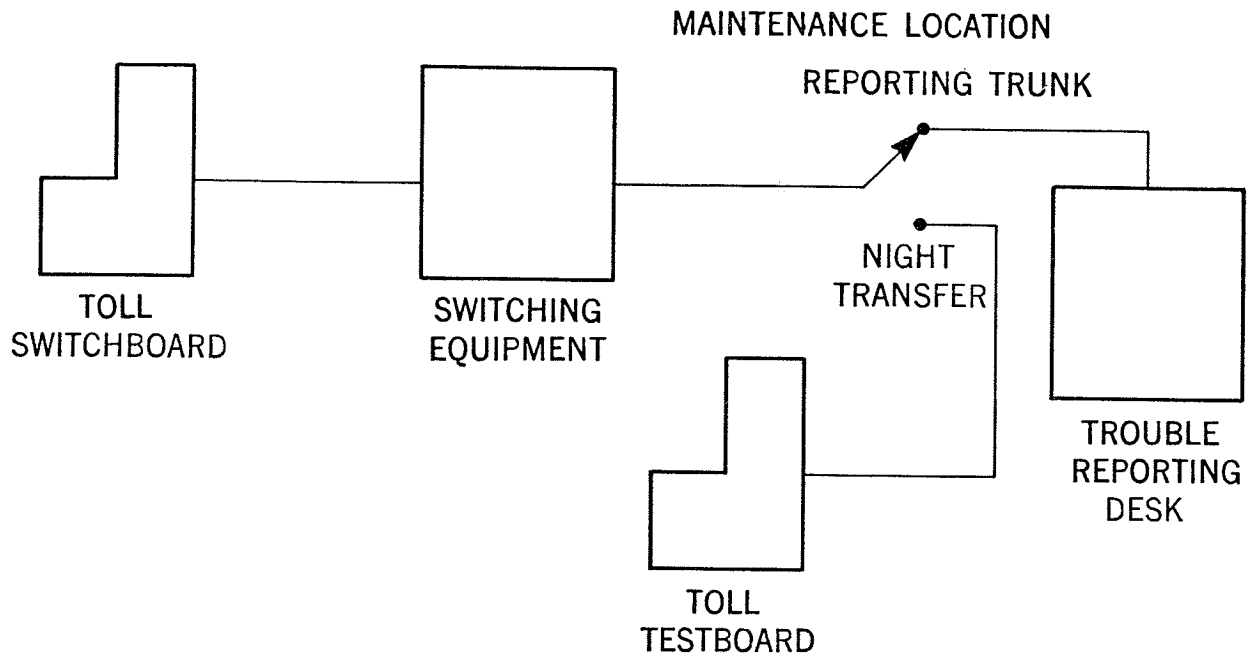 MAINTENANCE LOCATION
REPORTING TRUNK
TOLL
SWITCHBOARD
SWITCHING
EQUIPMENT
NIGHT
TRANSFER
TROUBLE
REPORTING
DESK
TOLL
TESTBOARD